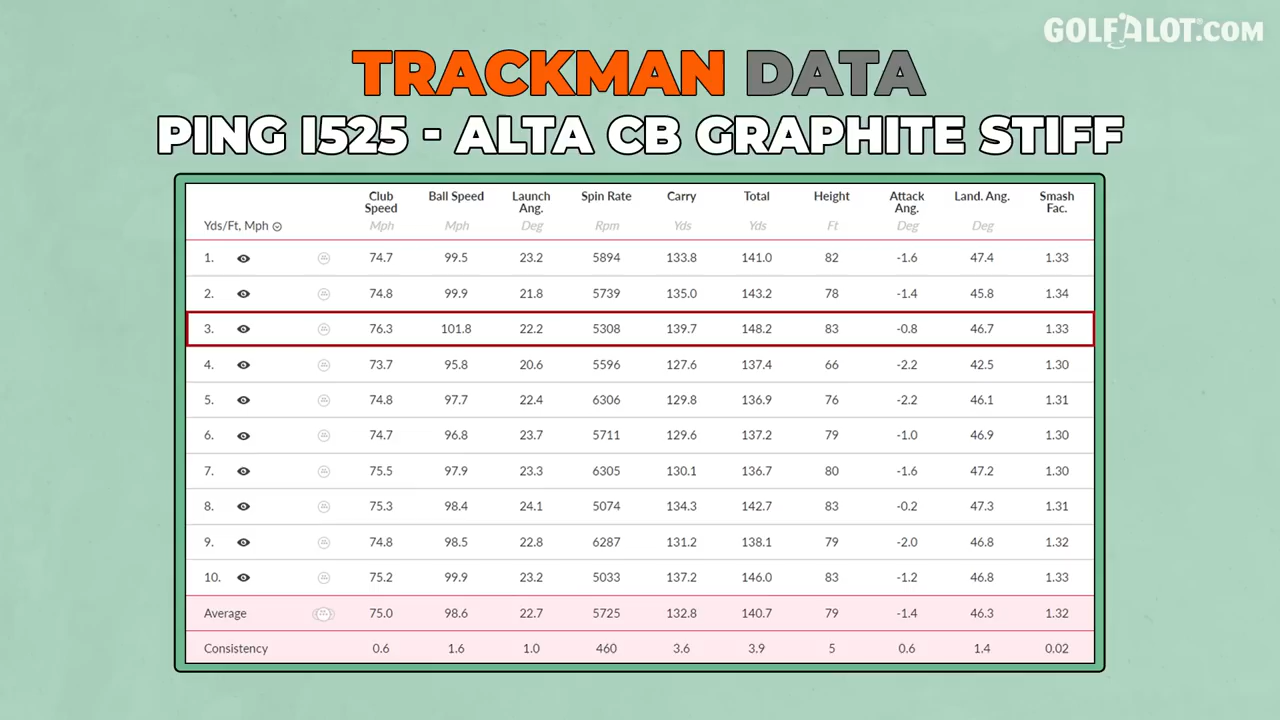 GOLFALOT.COM
TRACKMAN DATA
PING I525 - ALTA CB GRAPHITE STIFF
Club Speed Ball Speed Launch Ang. Spin Rate Carry Total Height Attack Ang. Land. Ang. Smash Fac.
Yds/Ft, Mph Mph Mph Deg Rpm Yds Yds Ft Deg Deg
1. 74.7 99.5 23.2 5894 133.8 141.0 82 -1.6 47.4 1.33
2. 74.8 99.9 21.8 5739 135.0 143.2 78 -1.4 45.8 1.34
3. 76.3 101.8 22.2 5308 139.7 148.2 83 -0.8 46.7 1.33
4. 73.7 95.8 20.6 5596 127.6 137.4 66 -2.2 42.5 1.30
5. 74.8 97.7 22.4 6306 129.8 136.9 76 -2.2 46.1 1.31
6. 74.7 96.8 23.7 5711 129.6 137.2 79 -1.0 46.9 1.30
7. 75.5 97.9 23.3 6305 130.1 136.7 80 -1.6 47.2 1.30
8. 75.3 98.4 24.1 5074 134.3 142.7 83 -0.2 47.3 1.31
9. 74.8 98.5 22.8 6287 131.2 138.1 79 -2.0 46.8 1.32
10. 75.2 99.9 23.2 5033 137.2 146.0 83 -1.2 46.8 1.33
Average 75.0 98.6 22.7 5725 132.8 140.7 79 -1.4 46.3 1.32
Consistency 0.6 1.6 1.0 460 3.6 3.9 5 0.6 1.4 0.02